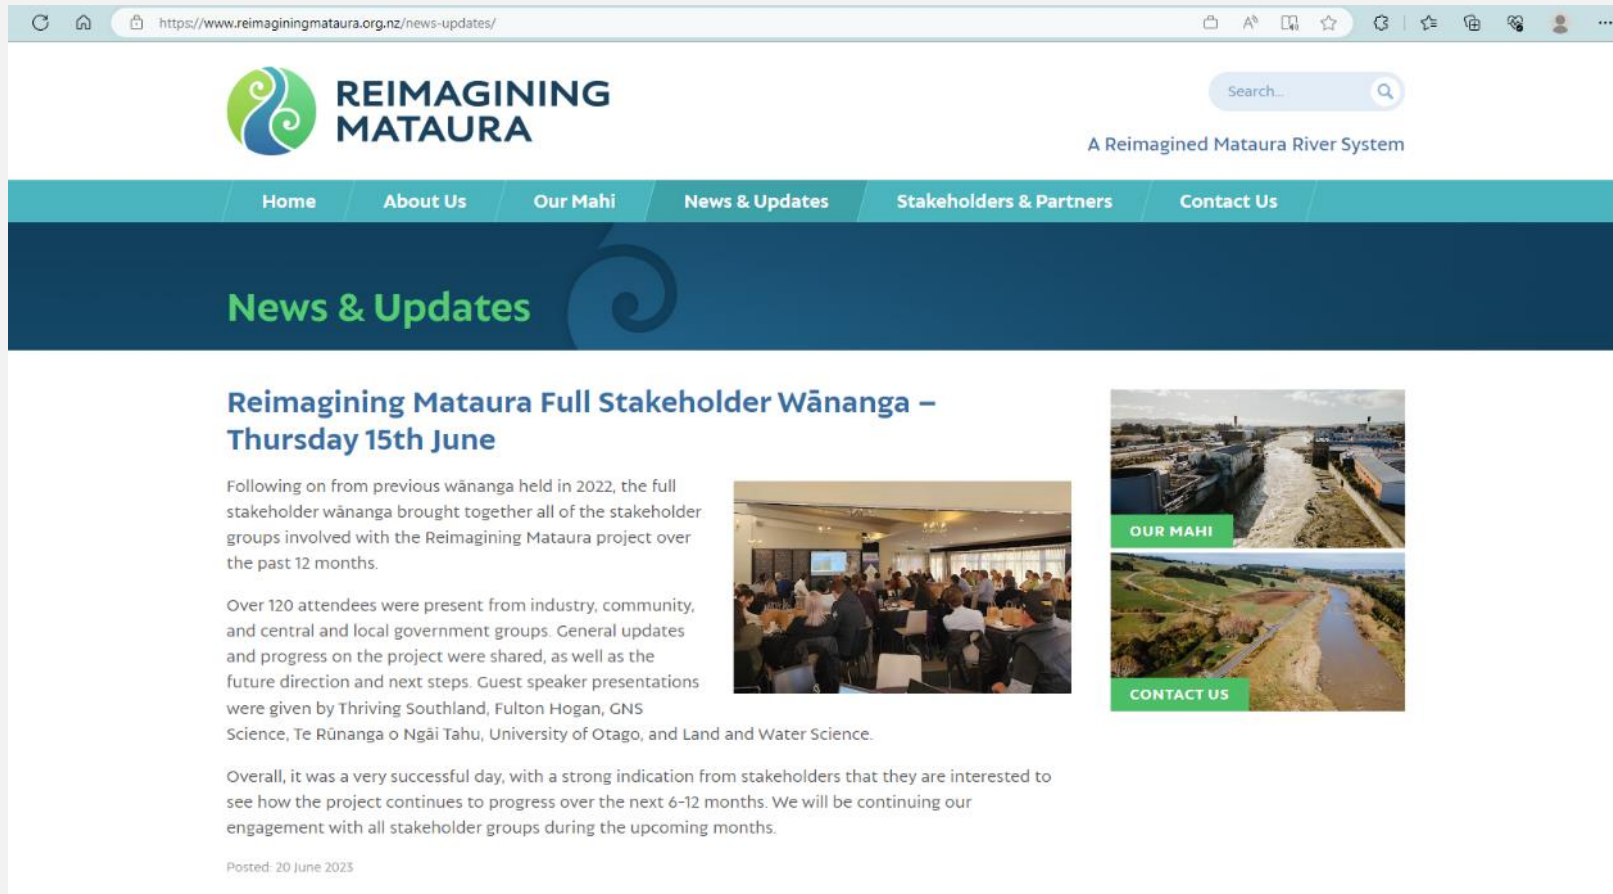 https://www.reimaginingmataura.org.nz/news-updates/
REIMAGINING
MATAURA
Search...
A Reimagined Mataura River System
Home About Us Our Mahi News & Updates Stakeholders & Partners Contact Us
News & Updates
Reimagining Mataura Full Stakeholder Wānanga –
Thursday 15th June
Following on from previous wānanga held in 2022, the full
stakeholder wānanga brought together all of the stakeholder
groups involved with the Reimagining Mataura project over
the past 12 months.
Over 120 attendees were present from industry, community,
and central and local government groups. General updates
and progress on the project were shared, as well as the
future direction and next steps. Guest speaker presentations
were given by Thriving Southland, Fulton Hogan, GNS
Science, Te Rūnanga o Ngāi Tahu, University of Otago, and Land and Water Science.
Overall, it was a very successful day, with a strong indication from stakeholders that they are interested to
see how the project continues to progress over the next 6-12 months. We will be continuing our
engagement with all stakeholder groups during the upcoming months.
Posted: 20 June 2023
OUR MAHI
CONTACT US